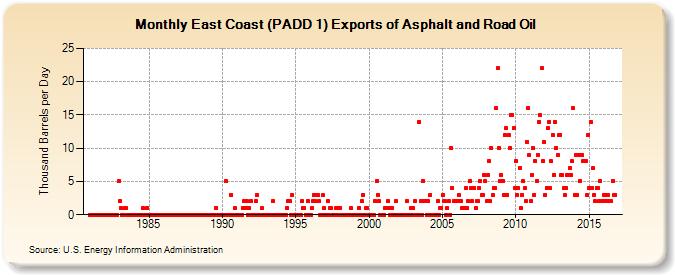 Monthly East Coast (PADD 1) Exports of Asphalt and Road Oil
Thousand Barrels per Day
25
20
15
10
5
0
1985 1990 1995 2000 2005 2010 2015
Source: U.S. Energy Information Administration